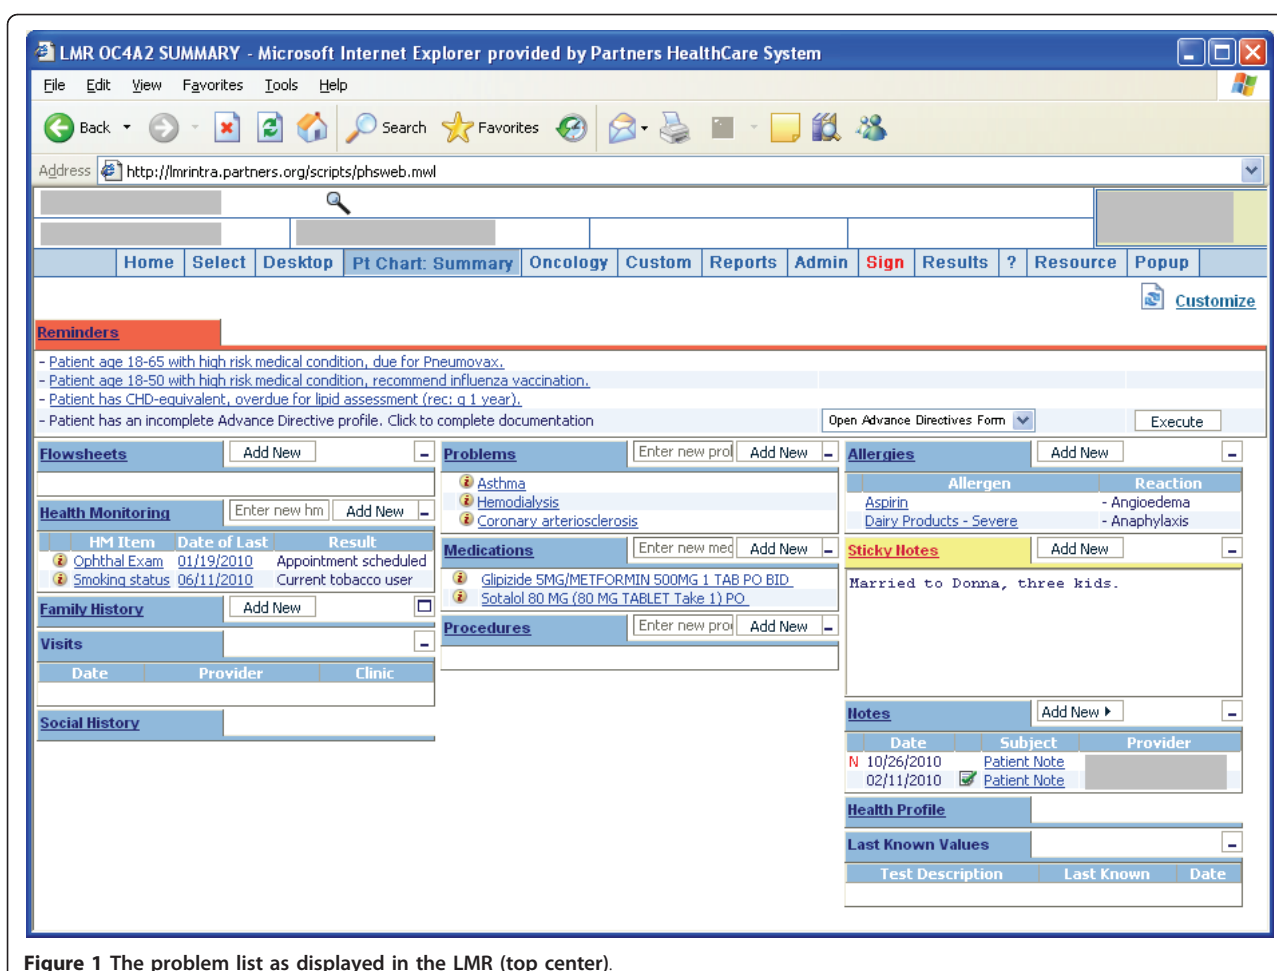 LMR OC4A2 SUMMARY - Microsoft Internet Explorer provided by Partners HealthCare System
File Edit View Favorites Tools Help
Back Search Favorites
Address http://lmrintra.partners.org/scripts/phsweb.mwl
Home Select Desktop Pt Chart: Summary Oncology Custom Reports Admin Sign Results ? Resource Popup
Customize
Reminders
- Patient age 18-65 with high risk medical condition, due for Pneumovax.
- Patient age 18-50 with high risk medical condition, recommend influenza vaccination.
- Patient has CHD-equivalent, overdue for lipid assessment (rec: q 1 year).
- Patient has an incomplete Advance Directive profile. Click to complete documentation Open Advance Directives Form Execute
Flowsheets Add New
Health Monitoring Enter new hm Add New
HM Item Date of Last Result
Ophthal Exam 01/19/2010 Appointment scheduled
Smoking status 06/11/2010 Current tobacco user
Family History Add New
Visits
Date Provider Clinic
Social History
Problems Enter new prol Add New
Asthma
Hemodialysis
Coronary arteriosclerosis
Medications Enter new med Add New
Glipizide 5MG/METFORMIN 500MG 1 TAB PO BID
Sotalol 80 MG (80 MG TABLET Take 1) PO
Procedures Enter new pro Add New
Allergies Add New
Allergen Reaction
Aspirin - Angioedema
Dairy Products - Severe - Anaphylaxis
Sticky Notes Add New
Married to Donna, three kids.
Notes Add New
Date Subject Provider
N 10/26/2010 Patient Note
02/11/2010 Patient Note
Health Profile
Last Known Values
Test Description Last Known Date
Figure 1 The problem list as displayed in the LMR (top center).